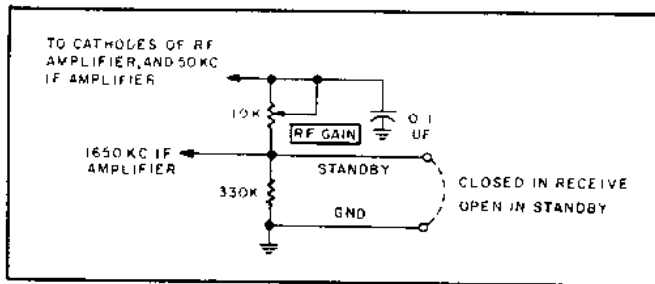 TO CATHODES OF RF
AMPLIFIER, AND 50 KC
IF AMPLIFIER
10K
0.1
UF
RF GAIN
1650 KC IF
AMPLIFIER
STANDBY
CLOSED IN RECEIVE
330K
OPEN IN STANDBY
GND